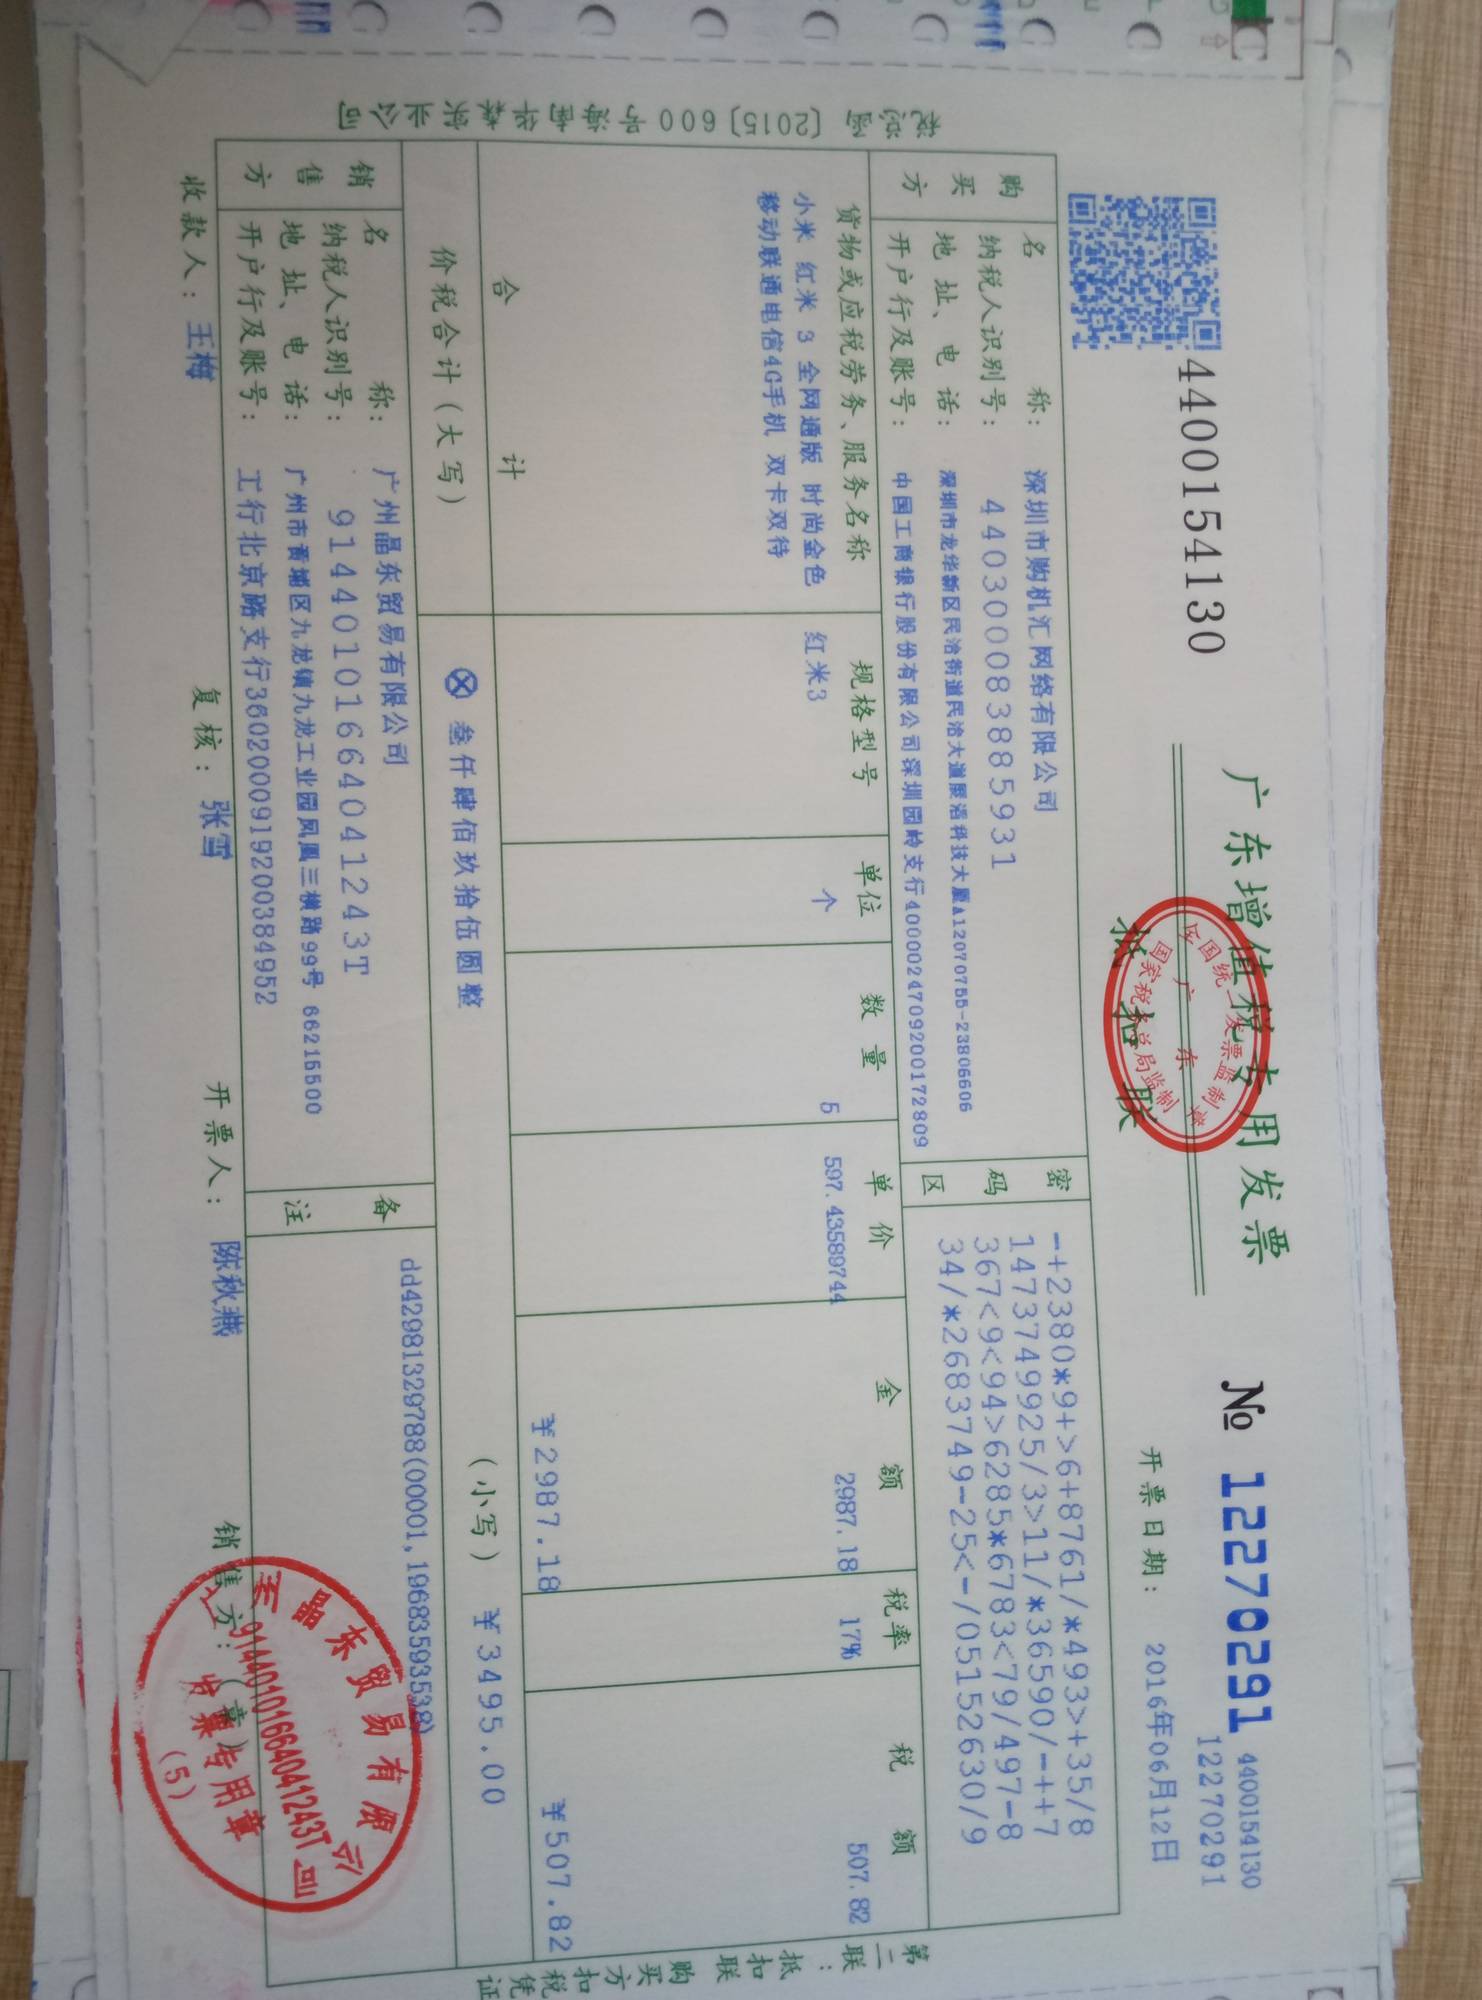 4400154130
广东增值税专用发票
抵扣联
全国统一发票监制章
广东
国家税务总局监制
№ 12270291
4400154130
12270291
开票日期： 2016年06月12日
购买方
名称： 深圳市购机汇网络有限公司
纳税人识别号： 440300083885931
地址、电话： 深圳市龙华新区民治街道民治大道展滔科技大厦A12070755-23806606
开户行及账号： 中国工商银行股份有限公司深圳园岭支行4000024709200172809
密码区
-+2380*9+>6+8761/*493>+35/8
1473749925/3>11/*36590/-++7
367<9<94>6285*6783<79/497-8
34/*2683749-25<-/05152630/9
货物或应税劳务、服务名称 规格型号 单位 数量 单价 金额 税率 税额
小米 红米 3 全网通版 时尚金色 红米3 个 5 597.43589744 2987.18 17% 507.82
移动联通电信4G手机 双卡双待
合计 ¥2987.18 ¥507.82
价税合计（大写） ⊗ 叁仟肆佰玖拾伍圆整 （小写） ¥3495.00
销售方
名称： 广州晶东贸易有限公司
纳税人识别号： 91440101664041243T
地址、电话： 广州市黄埔区九龙镇九龙工业园凤凰三横路99号 66215500
开户行及账号： 工行北京路支行3602000919200384952
备注
dd42981329788(00001,19683593538)
收款人： 王梅 复核： 张雪 开票人： 陈秋燕 销售方：（章）
晶东贸易有限公司
91440101664041243T
发票专用章
（5）
〔2015〕600号海南华森实业公司
第二联：抵扣联 购买方扣税凭证